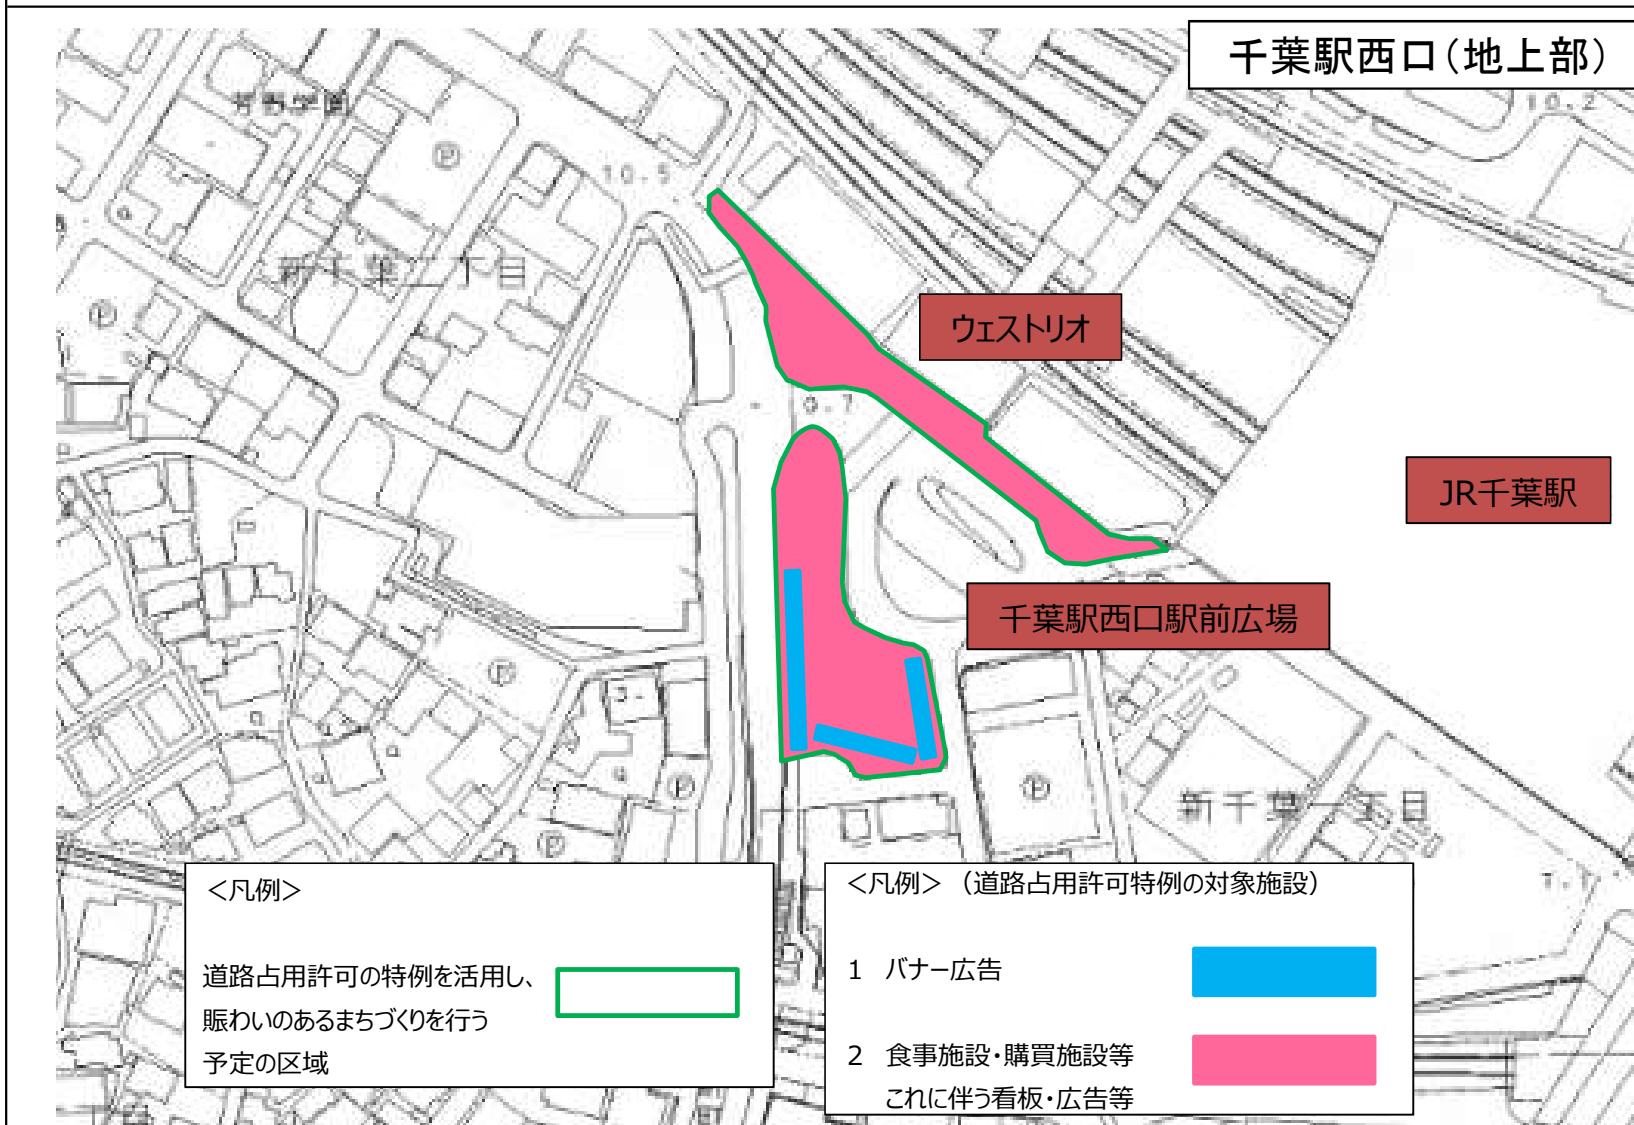 千葉駅西口（地上部）
10.2
10.5
新千葉二丁目
ウェストリオ
JR千葉駅
千葉駅西口駅前広場
新千葉一丁目
P
P
P
P
P
P
＜凡例＞
道路占用許可の特例を活用し、
賑わいのあるまちづくりを行う
予定の区域
＜凡例＞（道路占用許可特例の対象施設）
1 バナー広告
2 食事施設・購買施設等
これに伴う看板・広告等